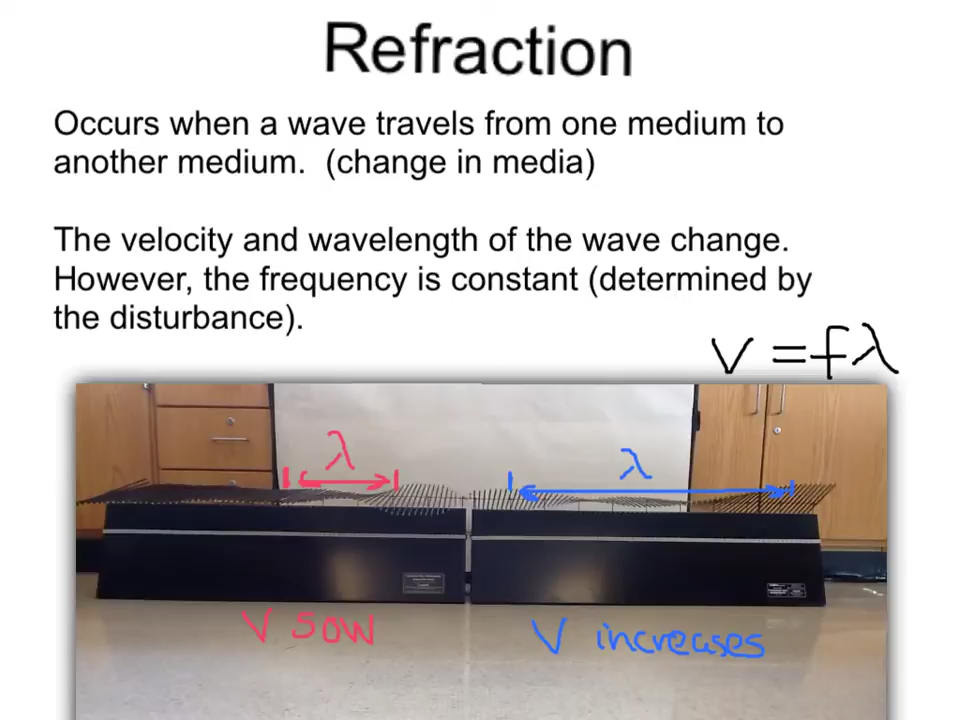 Refraction
Occurs when a wave travels from one medium to
another medium.  (change in media)
The velocity and wavelength of the wave change.
However, the frequency is constant (determined by
the disturbance).
v = fλ
λ
λ
V sow
V increases